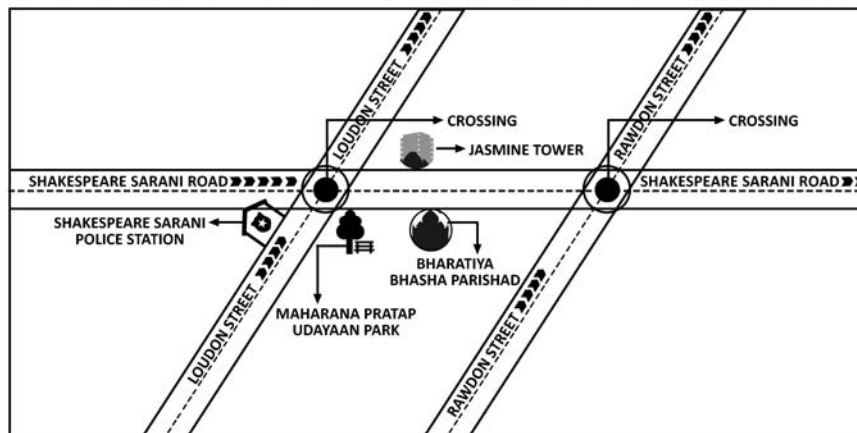 LOUDON STREET
RAWDON STREET
CROSSING
CROSSING
JASMINE TOWER
SHAKESPEARE SARANI ROAD
SHAKESPEARE SARANI ROAD
SHAKESPEARE SARANI
POLICE STATION
BHARATIYA
BHASHA PARISHAD
MAHARANA PRATAP
UDAYAAN PARK
LOUDON STREET
RAWDON STREET